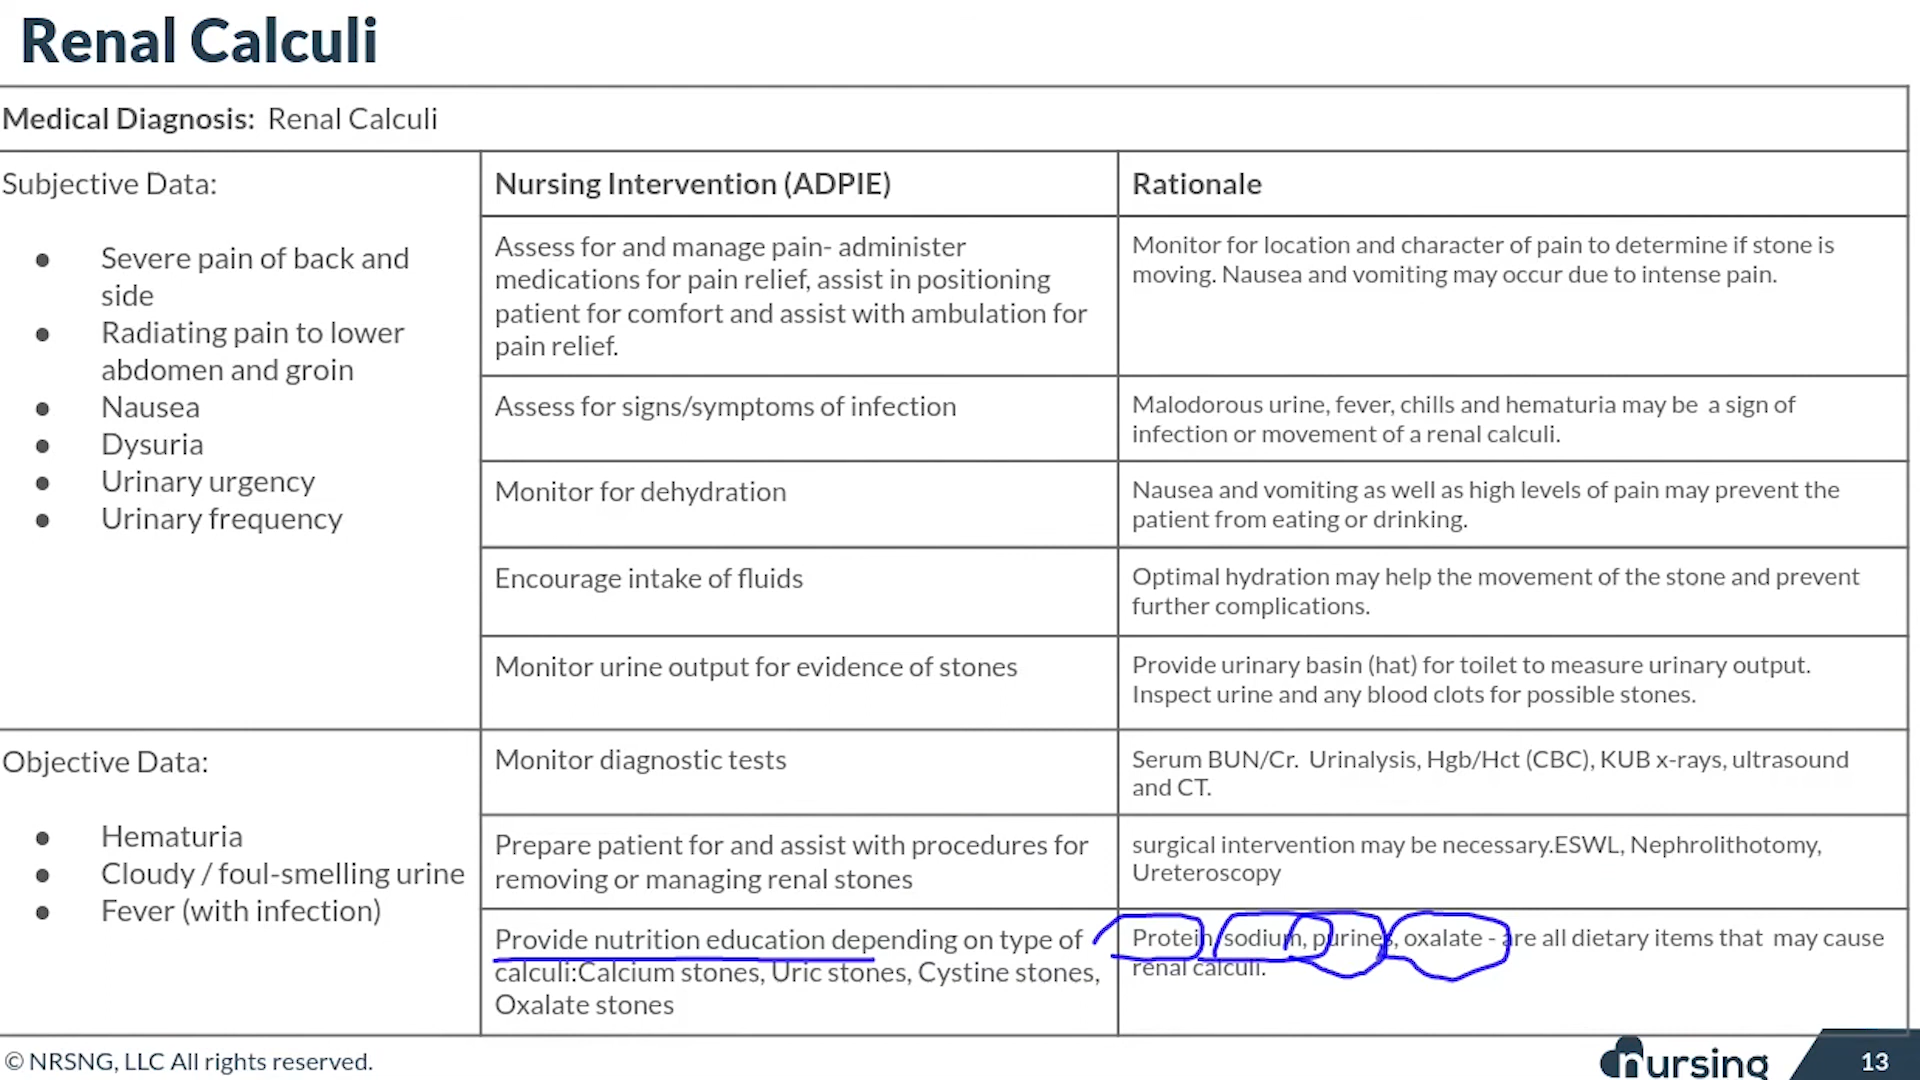 Renal Calculi
Medical Diagnosis: Renal Calculi
Subjective Data:
● Severe pain of back and
side
● Radiating pain to lower
abdomen and groin
● Nausea
● Dysuria
● Urinary urgency
● Urinary frequency
Nursing Intervention (ADPIE)
Rationale
Assess for and manage pain- administer
medications for pain relief, assist in positioning
patient for comfort and assist with ambulation for
pain relief.
Monitor for location and character of pain to determine if stone is
moving. Nausea and vomiting may occur due to intense pain.
Assess for signs/symptoms of infection
Malodorous urine, fever, chills and hematuria may be a sign of
infection or movement of a renal calculi.
Monitor for dehydration
Nausea and vomiting as well as high levels of pain may prevent the
patient from eating or drinking.
Encourage intake of fluids
Optimal hydration may help the movement of the stone and prevent
further complications.
Monitor urine output for evidence of stones
Provide urinary basin (hat) for toilet to measure urinary output.
Inspect urine and any blood clots for possible stones.
Objective Data:
● Hematuria
● Cloudy / foul-smelling urine
● Fever (with infection)
Monitor diagnostic tests
Serum BUN/Cr. Urinalysis, Hgb/Hct (CBC), KUB x-rays, ultrasound
and CT.
Prepare patient for and assist with procedures for
removing or managing renal stones
surgical intervention may be necessary.ESWL, Nephrolithotomy,
Ureteroscopy
Provide nutrition education depending on type of
calculi:Calcium stones, Uric stones, Cystine stones,
Oxalate stones
Protein, sodium, purines, oxalate - are all dietary items that may cause
renal calculi.
© NRSNG, LLC All rights reserved.
nursing
13